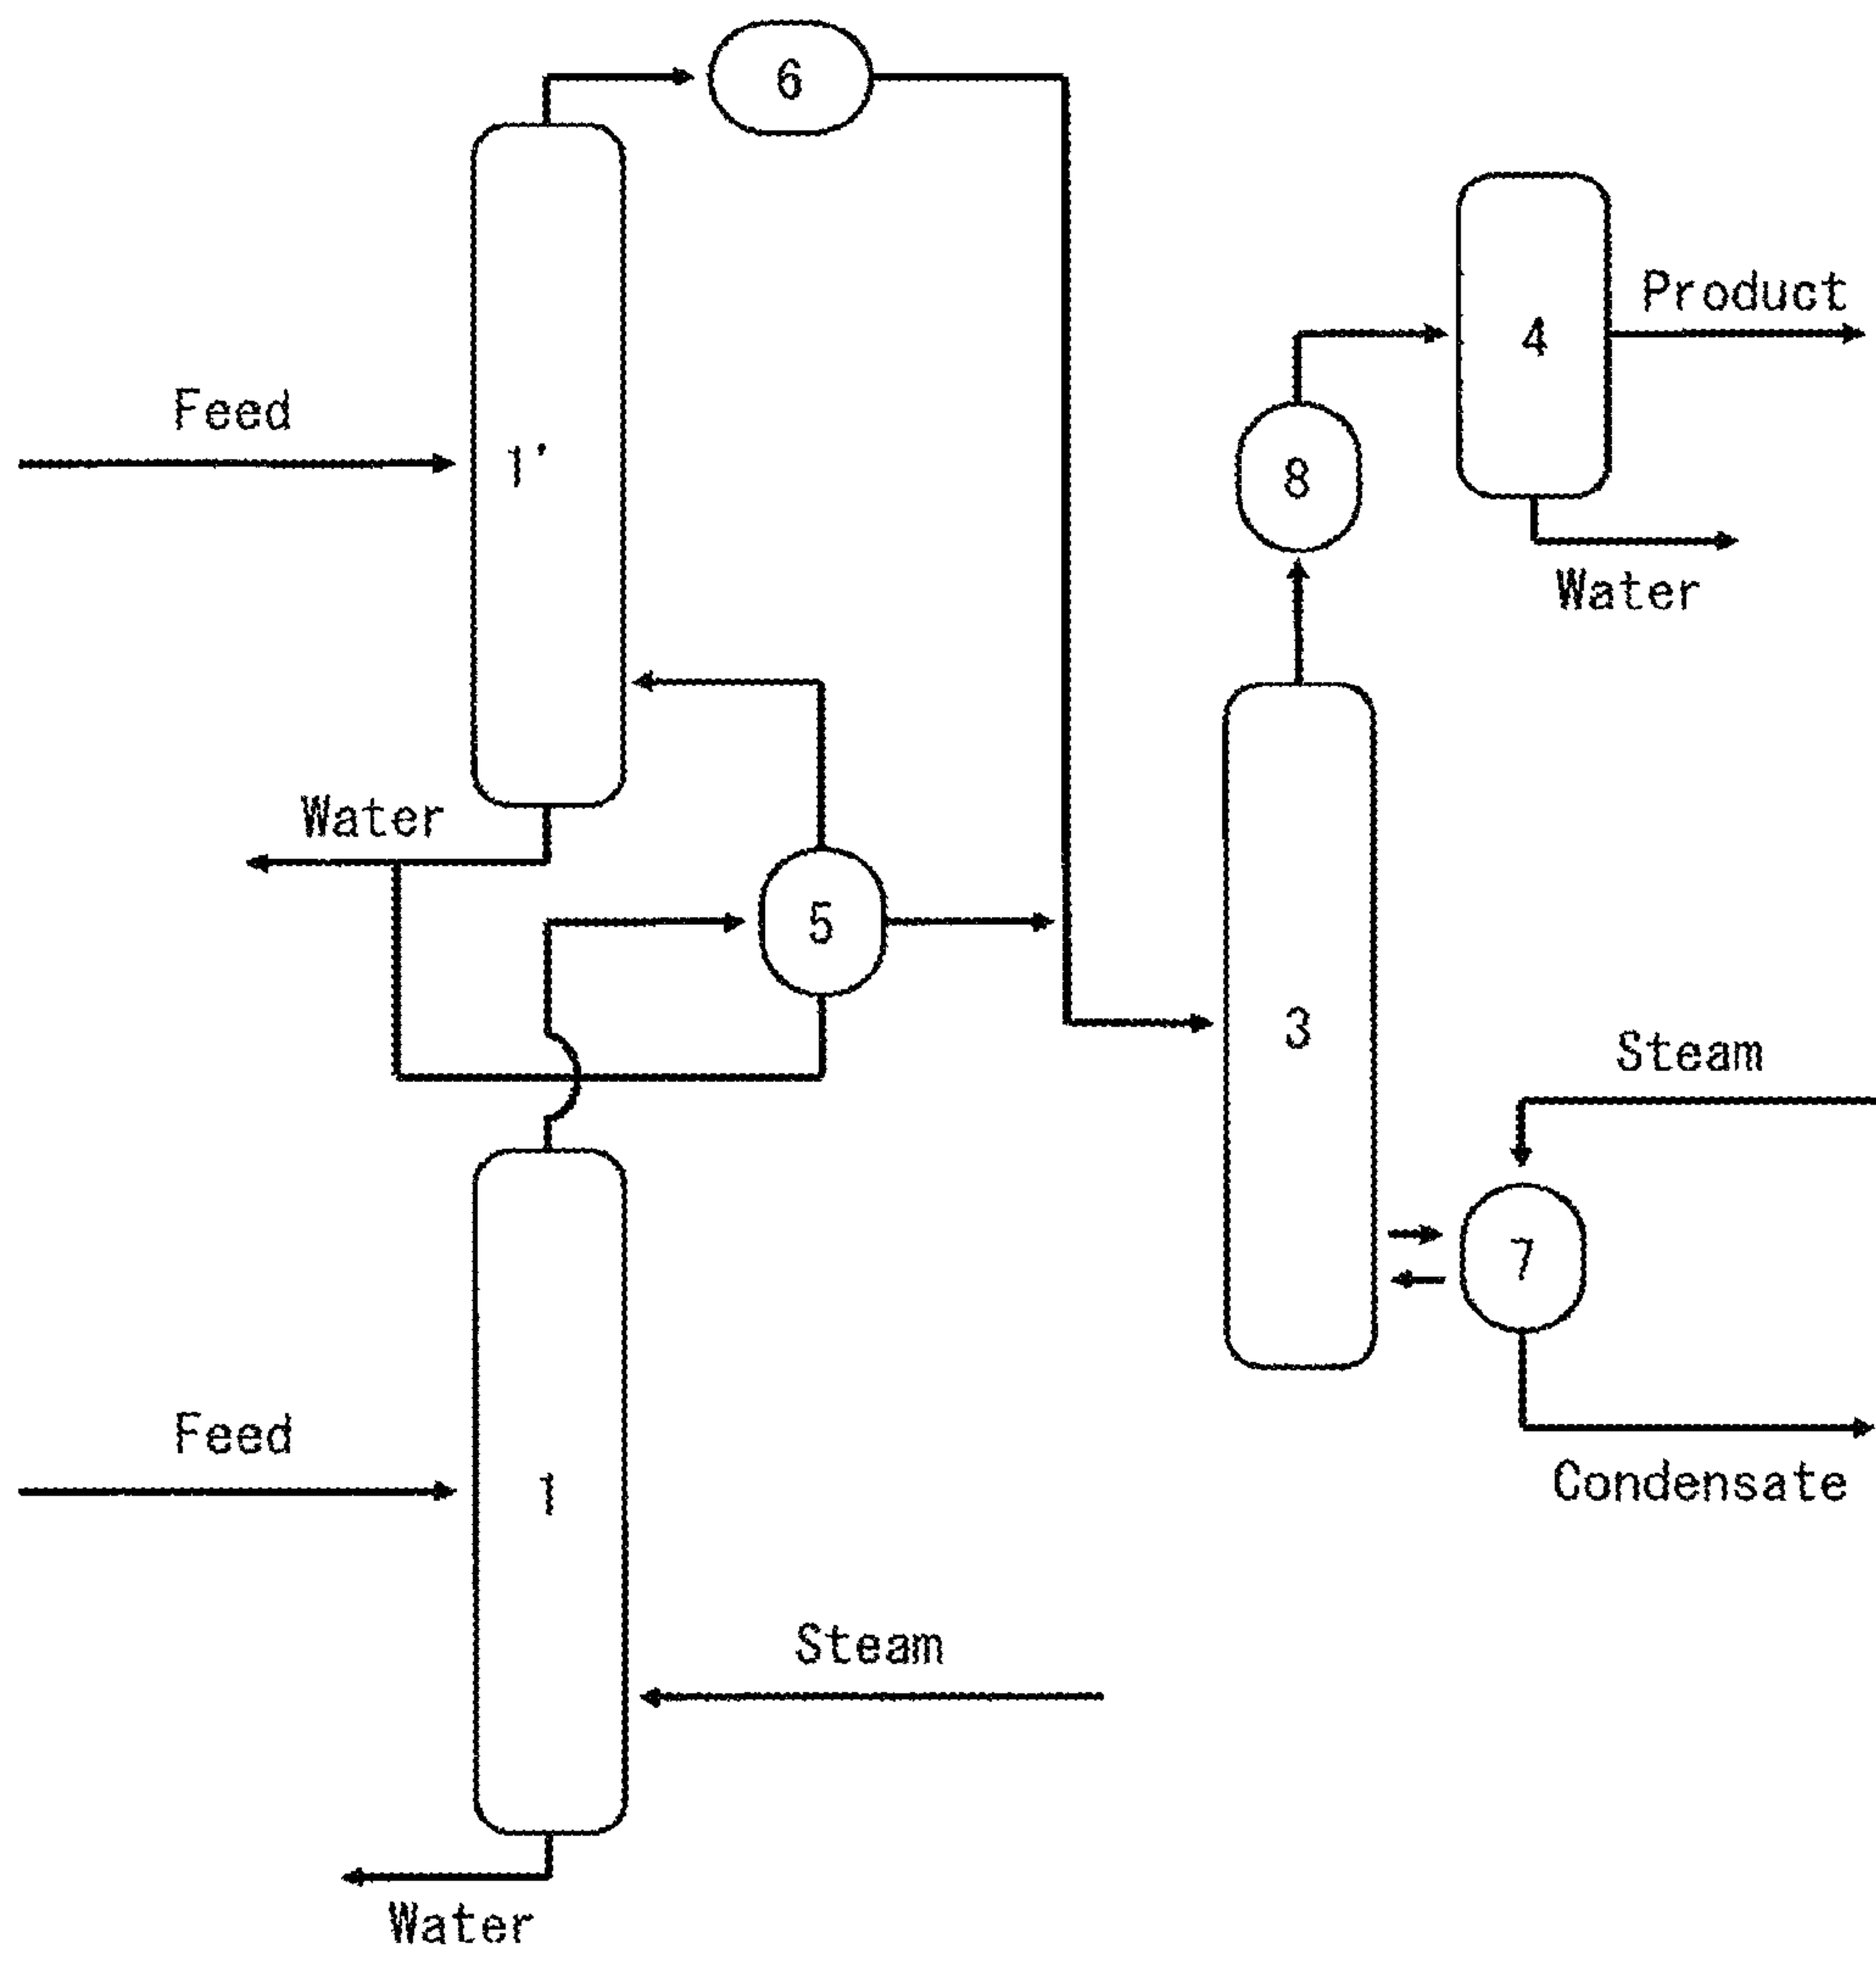 6
Product
4
Feed
1'
8
Water
Water
5
3
Steam
7
Feed
Condensate
1
Steam
Water